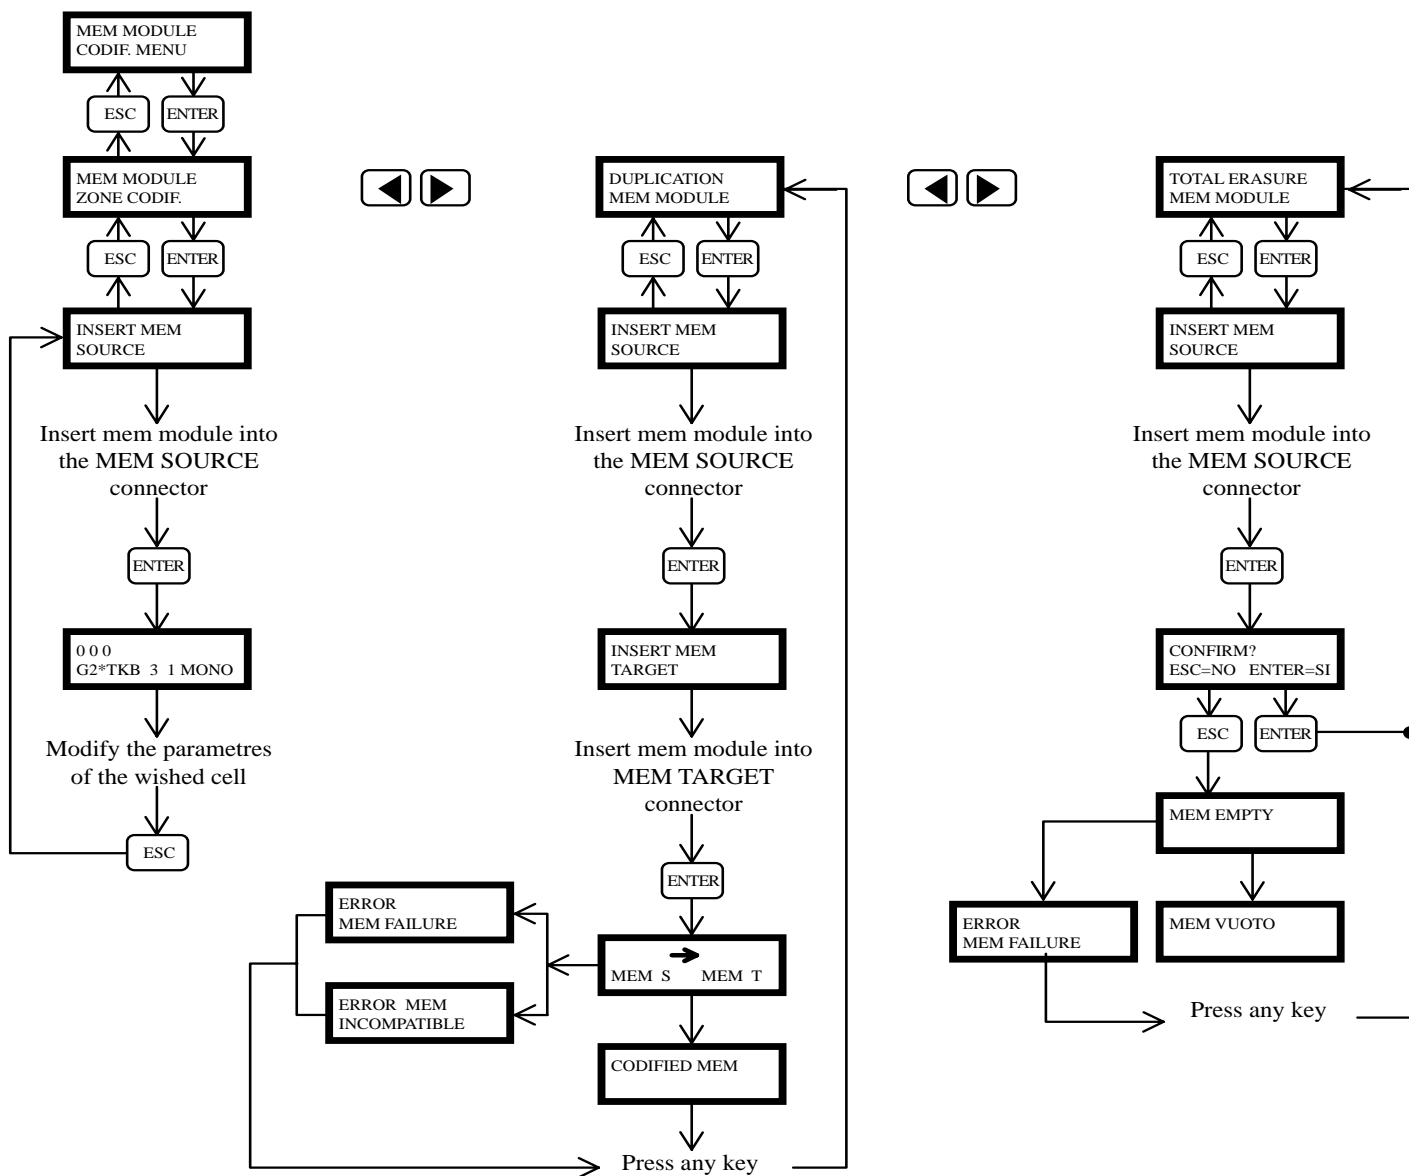 MEM MODULE
CODIF. MENU
ESC
ENTER
MEM MODULE
ZONE CODIF.
ESC
ENTER
INSERT MEM
SOURCE
Insert mem module into
the MEM SOURCE
connector
ENTER
0 0 0
G2*TKB 3 1 MONO
Modify the parametres
of the wished cell
ESC
DUPLICATION
MEM MODULE
ESC
ENTER
INSERT MEM
SOURCE
Insert mem module into
the MEM SOURCE
connector
ENTER
INSERT MEM
TARGET
Insert mem module into
MEM TARGET
connector
ENTER
MEM S MEM T
ERROR
MEM FAILURE
ERROR MEM
INCOMPATIBLE
CODIFIED MEM
Press any key
TOTAL ERASURE
MEM MODULE
ESC
ENTER
INSERT MEM
SOURCE
Insert mem module into
the MEM SOURCE
connector
ENTER
CONFIRM?
ESC=NO ENTER=SI
ESC
ENTER
MEM EMPTY
ERROR
MEM FAILURE
MEM VUOTO
Press any key